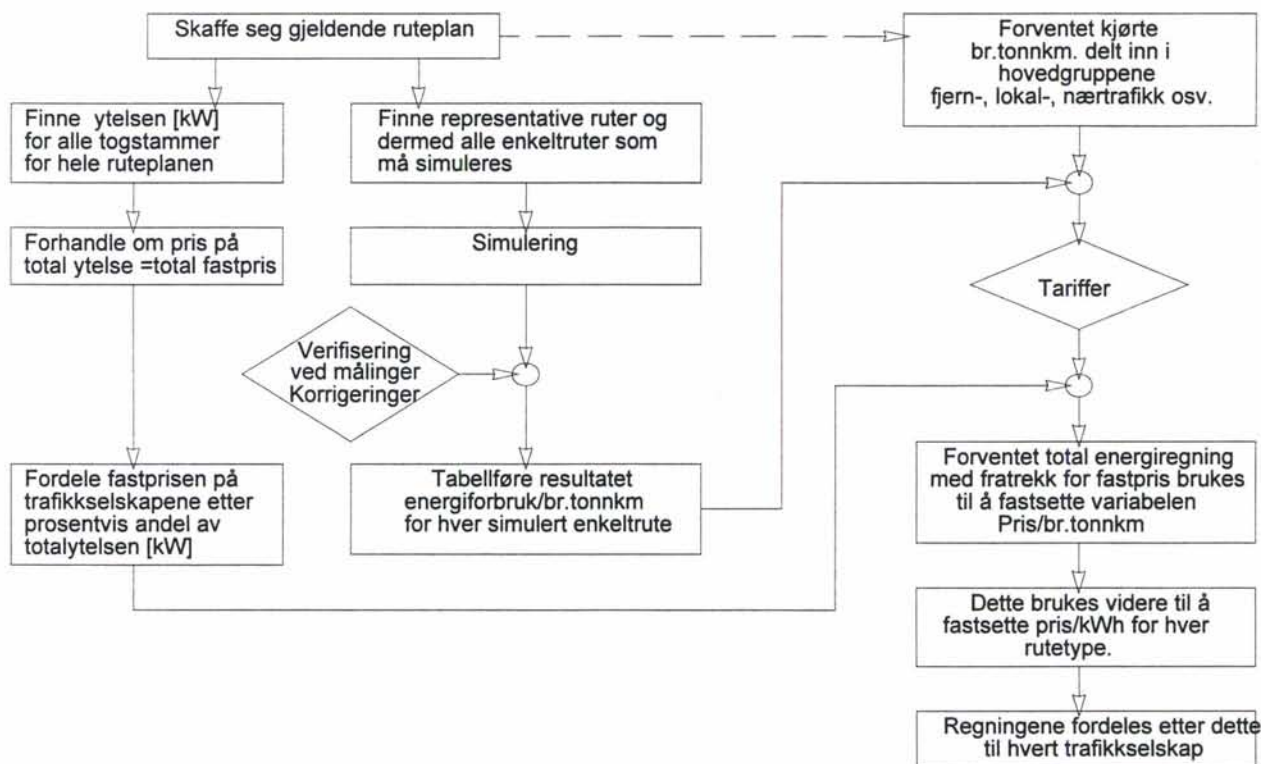 Skaffe seg gjeldende ruteplan
Forventet kjørte
br.tonnkm. delt inn i
hovedgruppene
fjern-, lokal-, nærtrafikk osv.
Finne ytelsen [kW]
for alle togstammer
for hele ruteplanen
Finne representative ruter og
dermed alle enkeltruter som
må simuleres
Forhandle om pris på
total ytelse =total fastpris
Simulering
Tariffer
Verifisering
ved målinger
Korrigeringer
Fordele fastprisen på
trafikkselskapene etter
prosentvis andel av
totalytelsen [kW]
Tabellføre resultatet
energiforbruk/br.tonnkm
for hver simulert enkeltrute
Forventet total energiregning
med fratrekk for fastpris brukes
til å fastsette variabelen
Pris/br.tonnkm
Dette brukes videre til å
fastsette pris/kWh for hver
rutetype.
Regningene fordeles etter dette
til hvert trafikkselskap